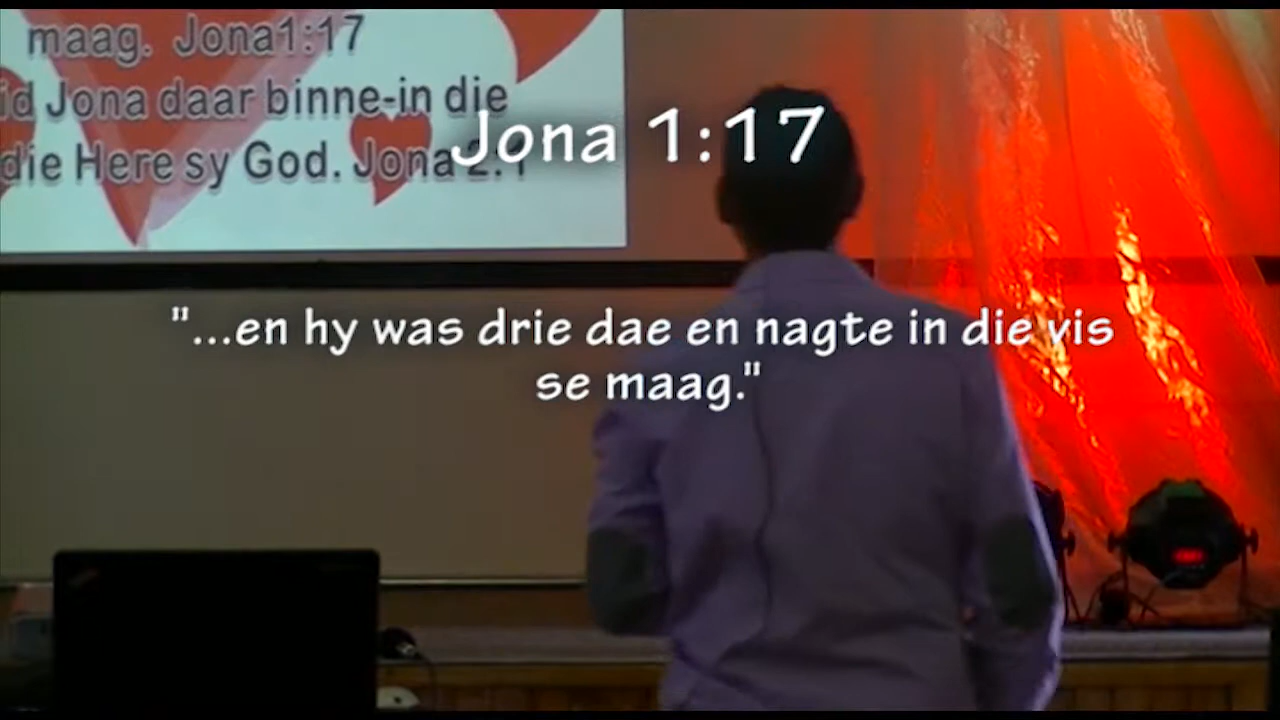 maag. Jona1:17
id Jona daar binne-in die
die Here sy God. Jona 2:1
Jona 1:17
"...en hy was drie dae en nagte in die vis
se maag."